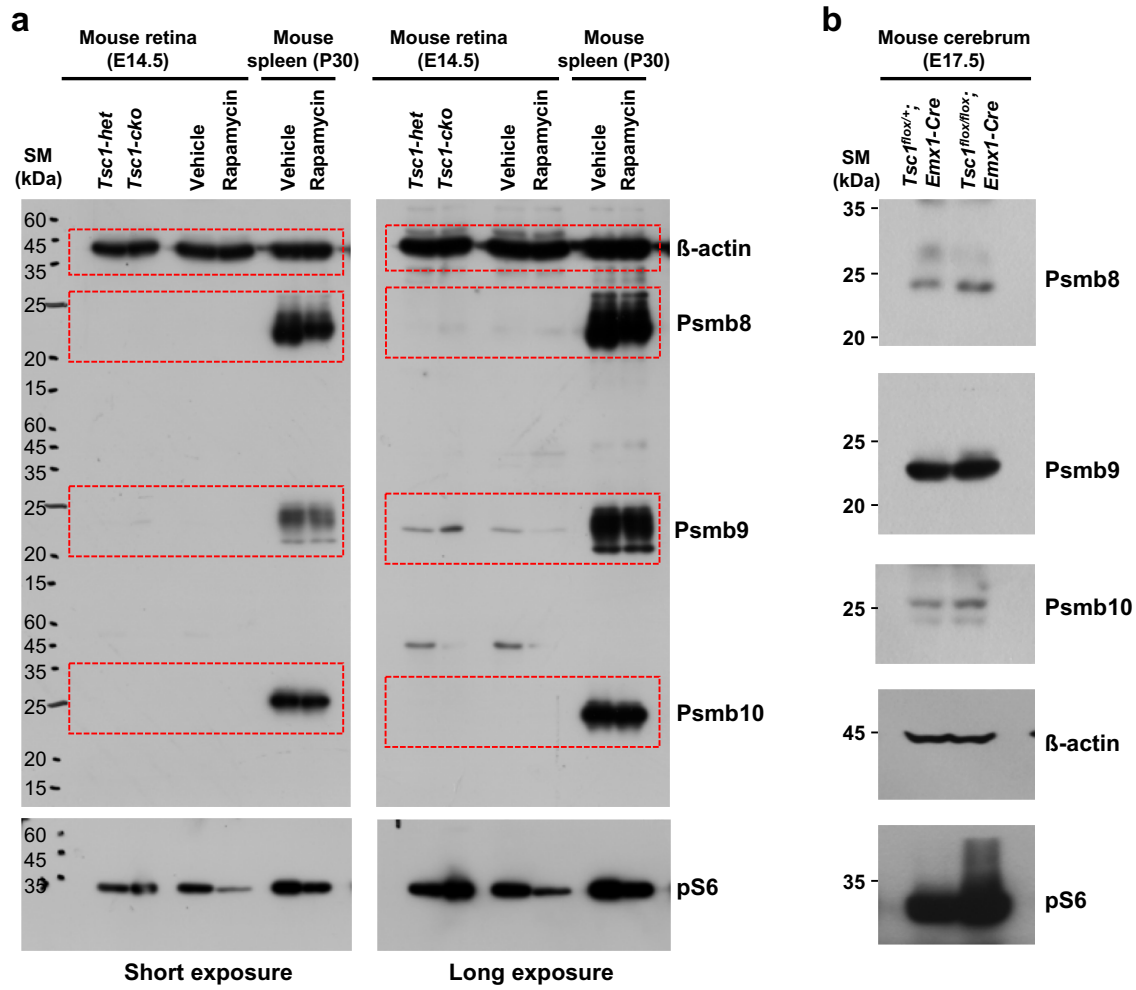 a
Mouse retina
(E14.5)
Mouse
spleen (P30)
Mouse retina
(E14.5)
Mouse
spleen (P30)
SM
(kDa)
Tsc1-het
Tsc1-cko
Vehicle
Rapamycin
Vehicle
Rapamycin
Tsc1-het
Tsc1-cko
Vehicle
Rapamycin
Vehicle
Rapamycin
60
45
35
25
20
15
60
45
35
25
20
15
60
45
35
25
20
15
60
45
35
ß-actin
Psmb8
Psmb9
Psmb10
pS6
Short exposure
Long exposure
b
Mouse cerebrum
(E17.5)
SM
(kDa)
Tsc1flox/+;
Emx1-Cre
Tsc1flox/flox;
Emx1-Cre
35
25
20
Psmb8
25
20
Psmb9
25
Psmb10
45
ß-actin
35
pS6